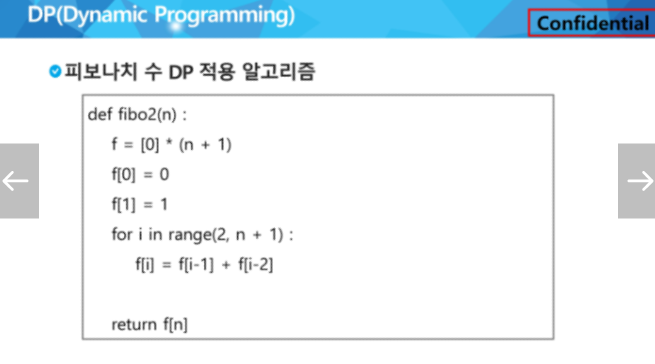 DP(Dynamic Programming)
Confidential
피보나치 수 DP 적용 알고리즘
def fibo2(n) :
f = [0] * (n + 1)
f[0] = 0
f[1] = 1
for i in range(2, n + 1) :
f[i] = f[i-1] + f[i-2]
return f[n]